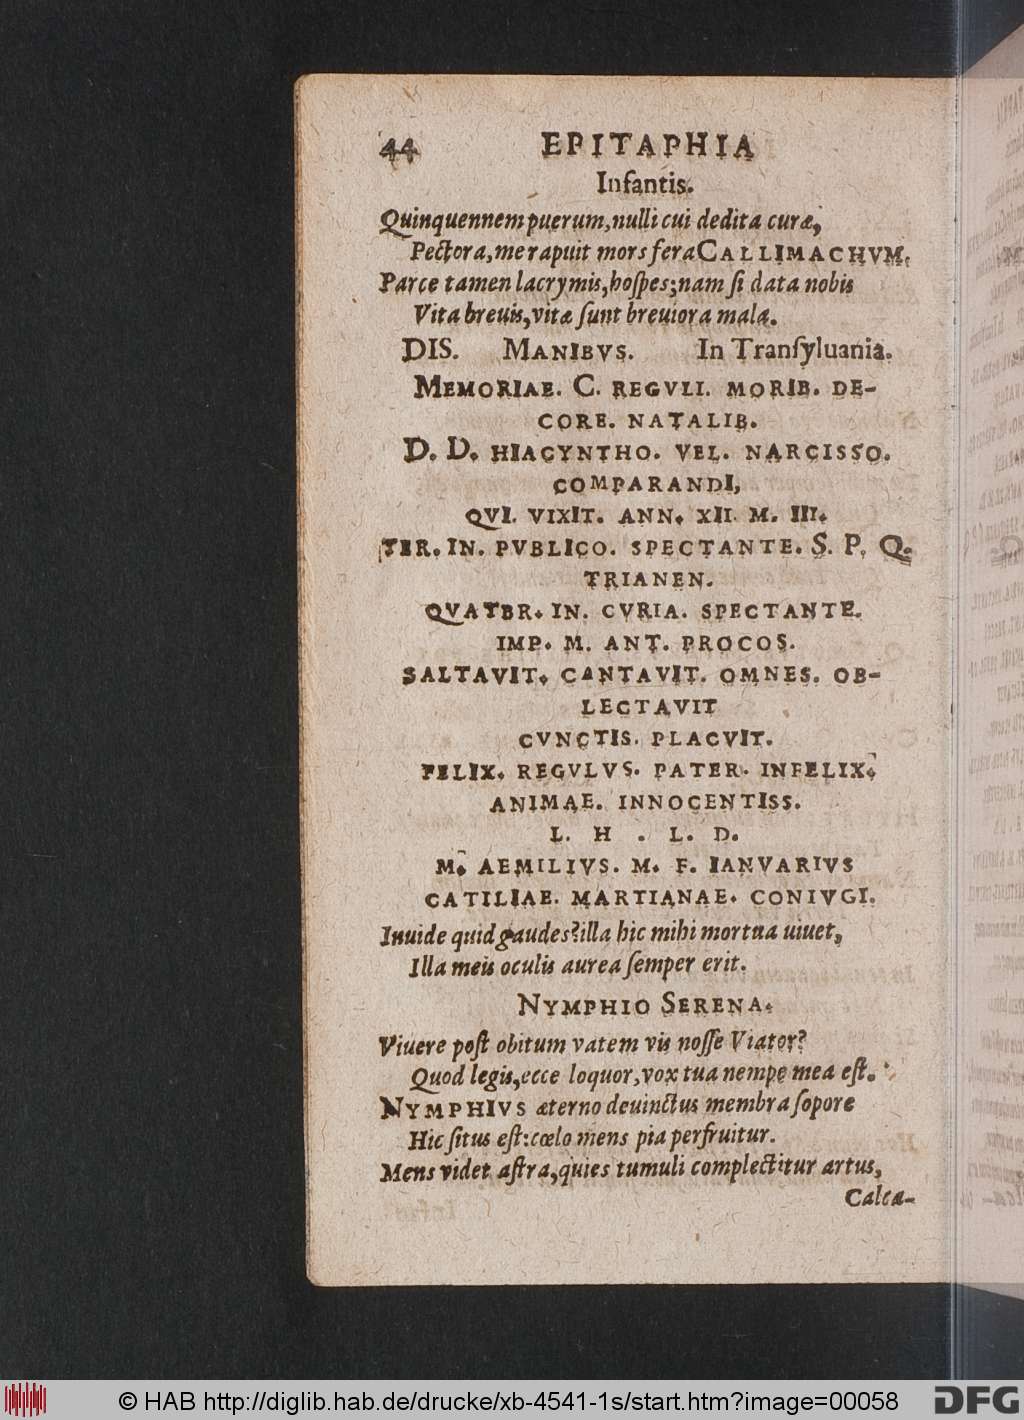 44 EPITAPHIA
Infantis.
Quinquennem puerum, nulli cui dedita curæ,
Pectora, me rapuit mors fera CALLIMACHVM.
Parce tamen lacrymis, hoſpes; nam ſi data nobis
Vita breuis, vitæ ſunt breuiora mala.
DIS. MANIBVS. In Tranſyluania.
MEMORIAE. C. REGVLI. MORIB. DE-
CORE. NATALIB.
D. D. HIACYNTHO. VEL. NARCISSO.
COMPARANDI,
QVI. VIXIT. ANN. XII. M. III.
TER. IN. PVBLICO. SPECTANTE. S. P. Q.
TRIANEN.
QVATER. IN. CVRIA. SPECTANTE.
IMP. M. ANT. PROCOS.
SALTAVIT. CANTAVIT. OMNES. OB-
LECTAVIT
CVNCTIS. PLACVIT.
FELIX. REGVLVS. PATER. INFELIX.
ANIMAE. INNOCENTISS.
L. H . L. D.
M. AEMILIVS. M. F. IANVARIVS
CATILIAE. MARTIANAE. CONIVGI.
Inuide quid gaudes? illa hic mihi mortua uiuet,
Illa meis oculis aurea ſemper erit.
NYMPHIO SERENA.
Viuere poſt obitum vatem vis noſſe Viator?
Quod legis, ecce loquor, vox tua nempe mea eſt.
NYMPHIVS æterno deuinctus membra ſopore
Hic ſitus eſt: cœlo mens pia perfruitur.
Mens videt aſtra, quies tumuli complectitur artus,
Calca-
© HAB http://diglib.hab.de/drucke/xb-4541-1s/start.htm?image=00058
DFG